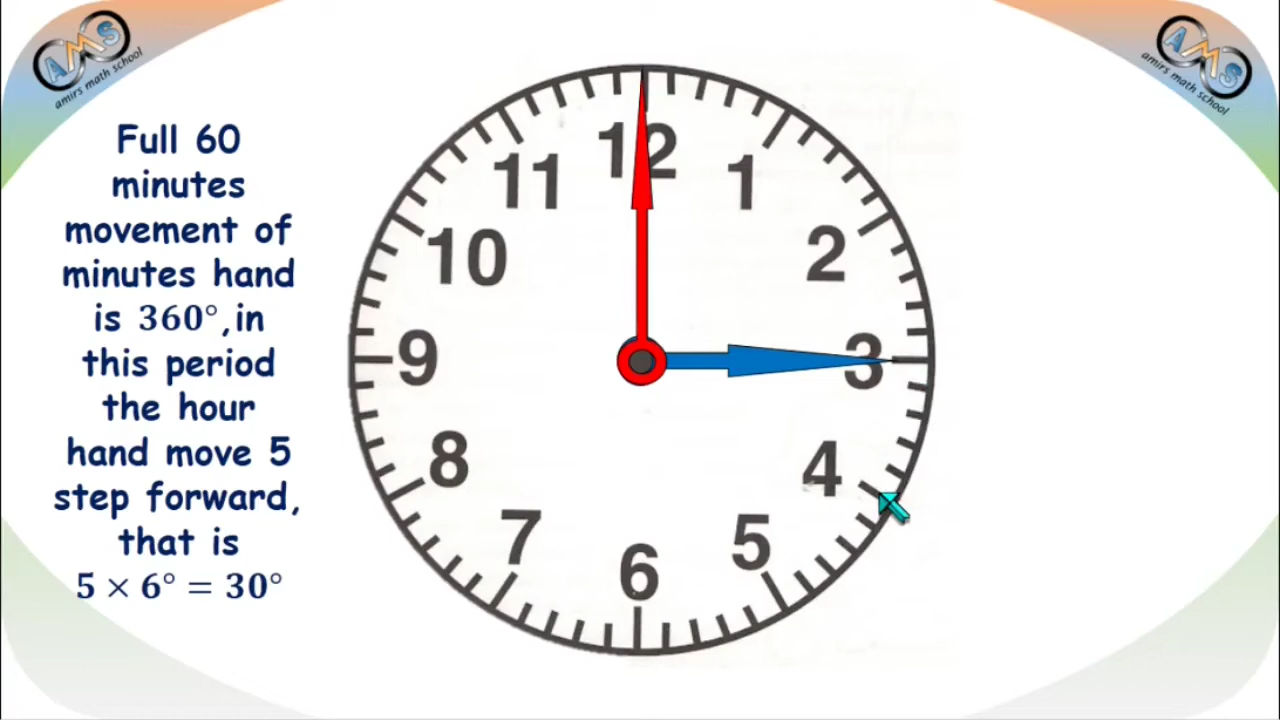 AMS
amirs math school
AMS
amirs math school
Full 60
minutes
movement of
minutes hand
is 360°,in
this period
the hour
hand move 5
step forward,
that is
5 × 6° = 30°
12
1
2
3
4
5
6
7
8
9
10
11